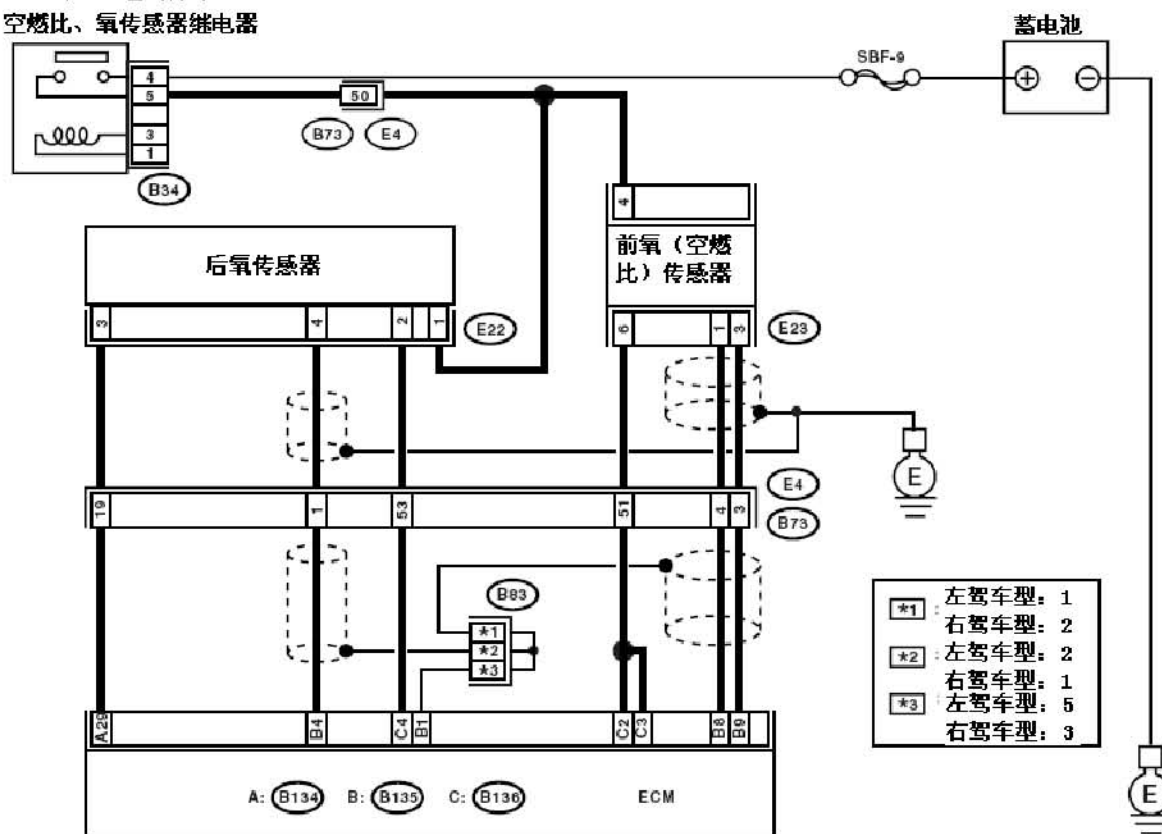 空燃比、氧传感器继电器
蓄电池
SBF-9
4
5
3
1
50
B73
E4
B34
4
后氧传感器
前氧（空燃
比）传感器
3
4
2
1
E22
6
1
3
E23
E
19
1
53
51
4
3
E4
B73
B83
*1
*2
*3
*1 : 左驾车型：1
右驾车型：2
*2 : 左驾车型：2
右驾车型：1
*3 : 左驾车型：5
右驾车型：3
A29
B4
C4
B1
C2
C3
B8
B9
A: B134 B: B135 C: B136 ECM
E